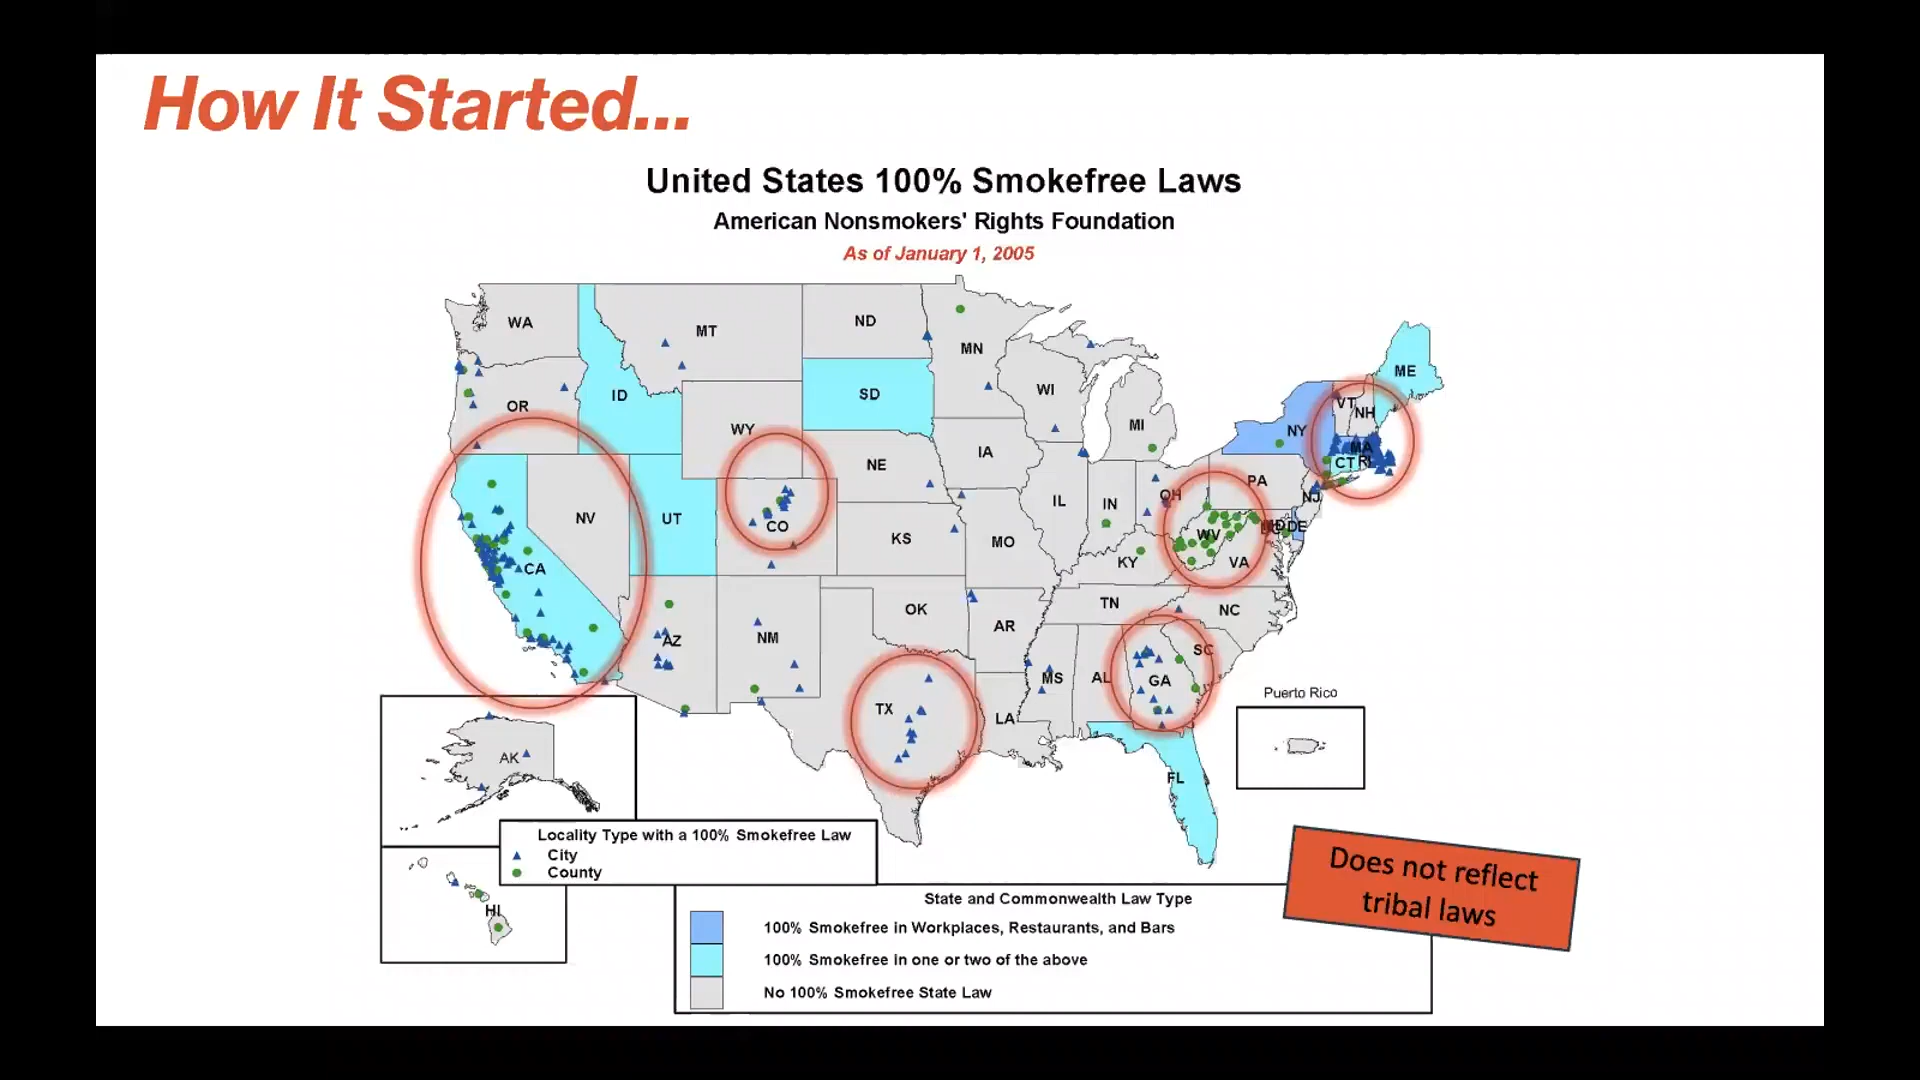 How It Started...
United States 100% Smokefree Laws
American Nonsmokers' Rights Foundation
As of January 1, 2005
WA
MT
ND
MN
ID
SD
WI
MI
ME
VT
NH
NY
OR
WY
NE
IA
MA
CT
RI
PA
NJ
OH
IL
IN
NV
UT
CO
KS
MO
WV
VA
DE
KY
CA
TN
NC
OK
AR
AZ
NM
SC
MS
AL
GA
TX
LA
FL
Puerto Rico
AK
HI
Locality Type with a 100% Smokefree Law
City
County
State and Commonwealth Law Type
100% Smokefree in Workplaces, Restaurants, and Bars
100% Smokefree in one or two of the above
No 100% Smokefree State Law
Does not reflect
tribal laws